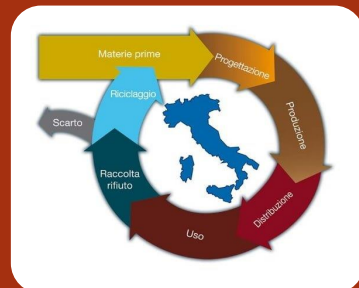 Materie prime
Progettazione
Produzione
Distribuzione
Uso
Raccolta
rifiuto
Riciclaggio
Scarto